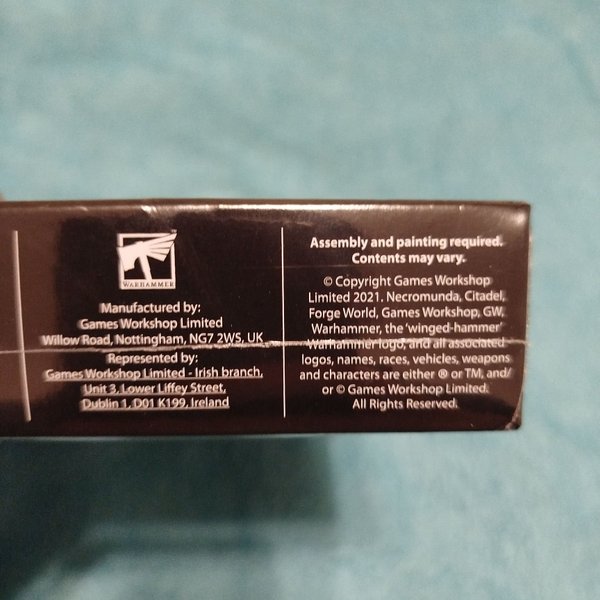 WARHAMMER™
Manufactured by:
Games Workshop Limited
Willow Road, Nottingham, NG7 2WS, UK
Represented by:
Games Workshop Limited - Irish branch,
Unit 3, Lower Liffey Street,
Dublin 1, D01 K199, Ireland
Assembly and painting required.
Contents may vary.
© Copyright Games Workshop
Limited 2021. Necromunda, Citadel,
Forge World, Games Workshop, GW,
Warhammer, the 'winged-hammer'
Warhammer logo, and all associated
logos, names, races, vehicles, weapons
and characters are either ® or TM, and/
or © Games Workshop Limited.
All Rights Reserved.